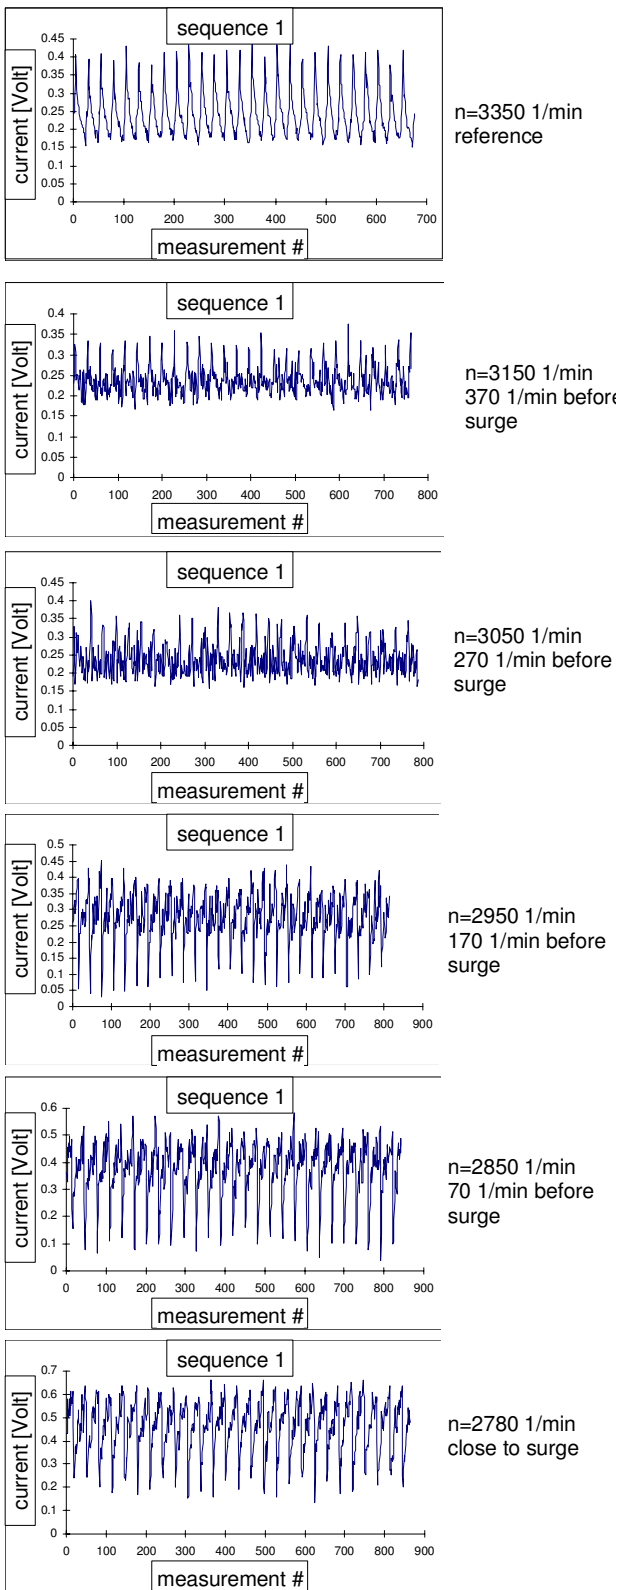 sequence 1
current [Volt]
0.45
0.4
0.35
0.3
0.25
0.2
0.15
0.1
0.05
0
0 100 200 300 400 500 600 700
measurement #
n=3350 1/min
reference
sequence 1
current [Volt]
0.4
0.35
0.3
0.25
0.2
0.15
0.1
0.05
0
0 100 200 300 400 500 600 700 800
measurement #
n=3150 1/min
370 1/min before
surge
sequence 1
current [Volt]
0.45
0.4
0.35
0.3
0.25
0.2
0.15
0.1
0.05
0
0 100 200 300 400 500 600 700 800
measurement #
n=3050 1/min
270 1/min before
surge
sequence 1
current [Volt]
0.5
0.45
0.4
0.35
0.3
0.25
0.2
0.15
0.1
0.05
0
0 100 200 300 400 500 600 700 800 900
measurement #
n=2950 1/min
170 1/min before
surge
sequence 1
current [Volt]
0.6
0.5
0.4
0.3
0.2
0.1
0
0 100 200 300 400 500 600 700 800 900
measurement #
n=2850 1/min
70 1/min before
surge
sequence 1
current [Volt]
0.7
0.6
0.5
0.4
0.3
0.2
0.1
0
0 100 200 300 400 500 600 700 800 900
measurement #
n=2780 1/min
close to surge